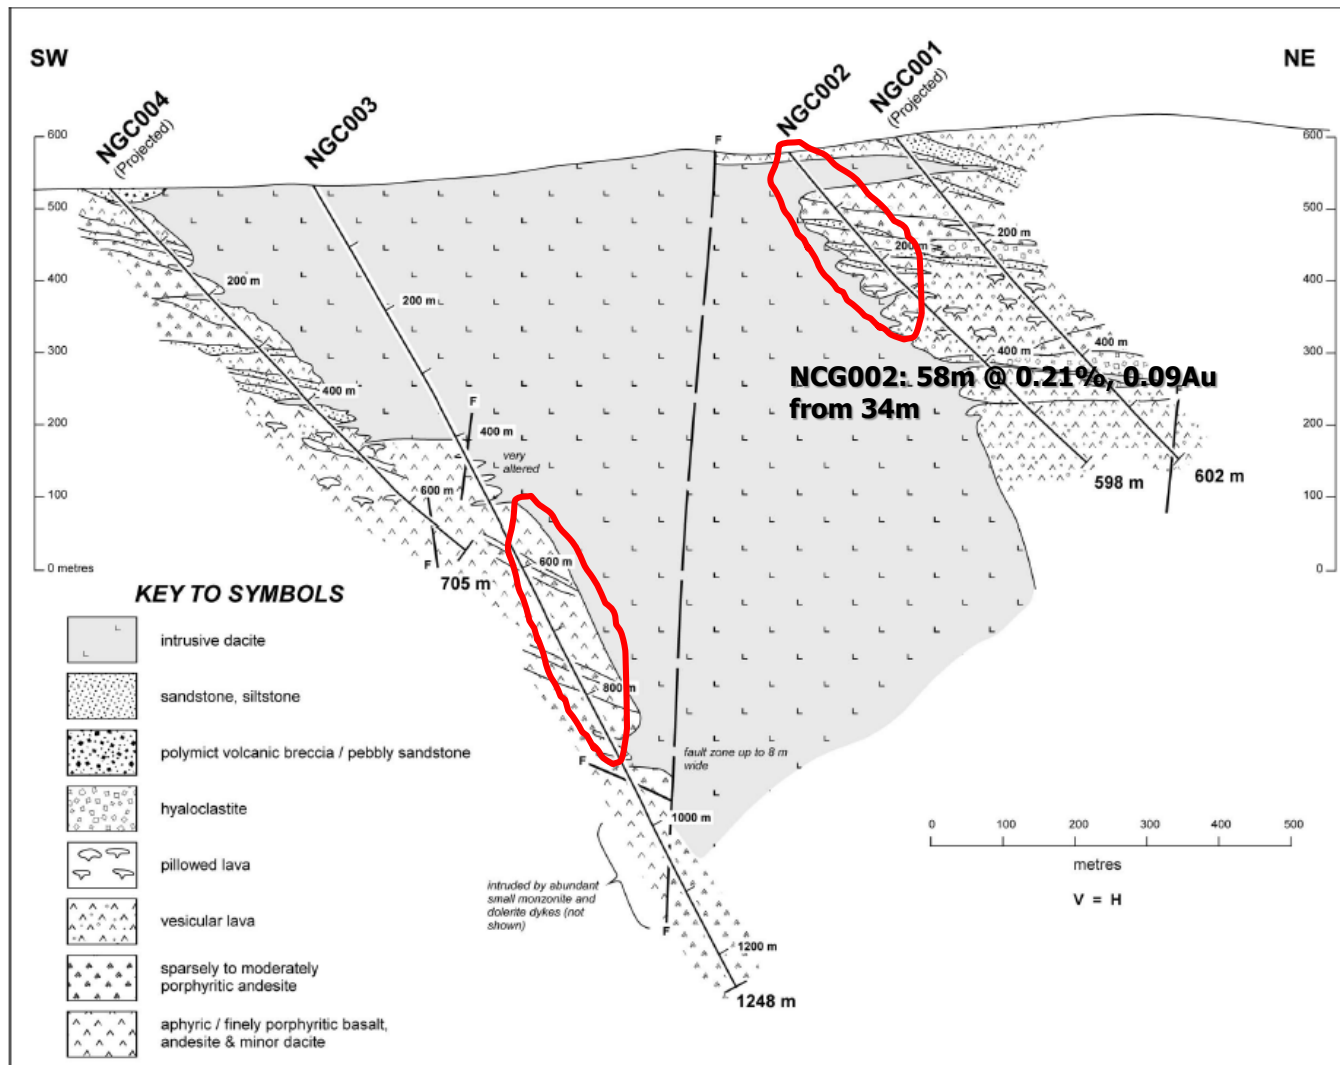 SW
NE
NGC004
(Projected)
NGC003
NGC002
NGC001
(Projected)
600
500
400
300
200
100
0 metres
600
500
400
300
200
100
0
F
200 m
400 m
600 m
705 m
F
200 m
400 m
F
very
altered
600 m
800 m
F
1000 m
1200 m
1248 m
fault zone up to 8 m
wide
F
intruded by abundant
small monzonite and
dolerite dykes (not
shown)
200 m
400 m
598 m
200 m
400 m
602 m
F
NCG002: 58m @ 0.21%, 0.09Au
from 34m
KEY TO SYMBOLS
intrusive dacite
sandstone, siltstone
polymict volcanic breccia / pebbly sandstone
hyaloclastite
pillowed lava
vesicular lava
sparsely to moderately
porphyritic andesite
aphyric / finely porphyritic basalt,
andesite & minor dacite
0 100 200 300 400 500
metres
V = H